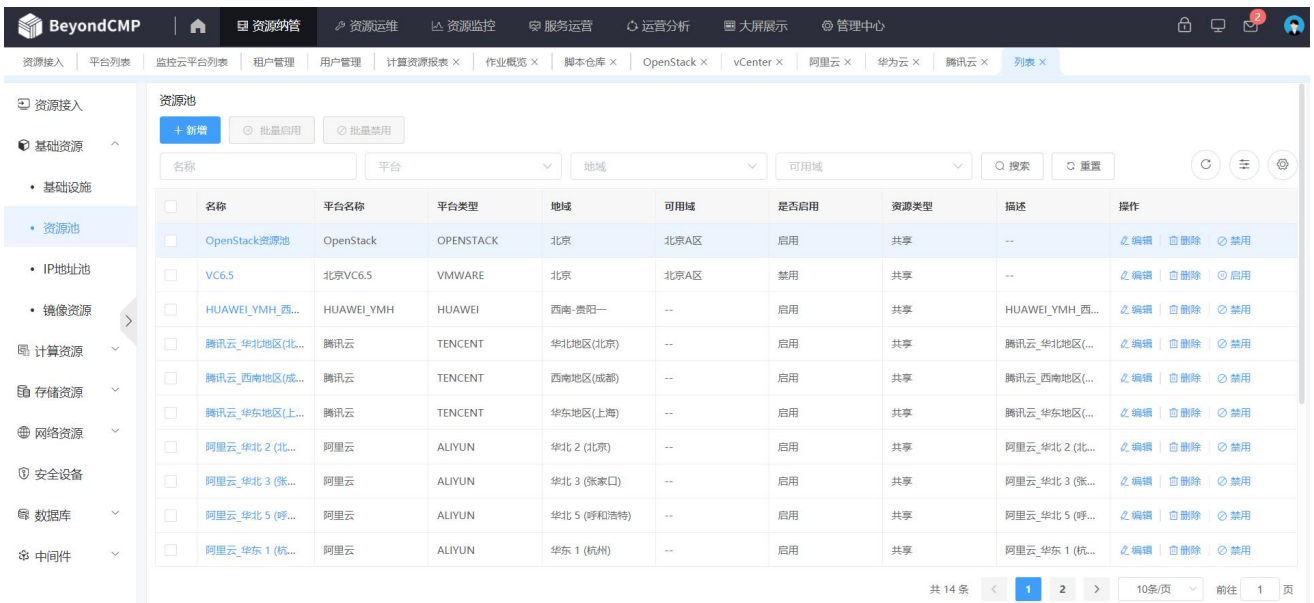 BeyondCMP 资源纳管 资源运维 资源监控 服务运营 运营分析 大屏展示 管理中心 2
资源接入 平台列表 监控云平台列表 租户管理 用户管理 计算资源报表 × 作业概览 × 脚本仓库 × OpenStack × vCenter × 阿里云 × 华为云 × 腾讯云 × 列表 ×
资源接入
基础资源
• 基础设施
• 资源池
• IP地址池
• 镜像资源
计算资源
存储资源
网络资源
安全设备
数据库
中间件
资源池
+ 新增 批量启用 批量禁用
名称 平台 地域 可用域 搜索 重置
名称 平台名称 平台类型 地域 可用域 是否启用 资源类型 描述 操作
OpenStack资源池 OpenStack OPENSTACK 北京 北京A区 启用 共享 -- 编辑 删除 禁用
VC6.5 北京VC6.5 VMWARE 北京 北京A区 禁用 共享 -- 编辑 删除 启用
HUAWEI_YMH_西... HUAWEI_YMH HUAWEI 西南-贵阳一 -- 启用 共享 HUAWEI_YMH_西... 编辑 删除 禁用
腾讯云_华北地区(北... 腾讯云 TENCENT 华北地区(北京) -- 启用 共享 腾讯云_华北地区(... 编辑 删除 禁用
腾讯云_西南地区(成... 腾讯云 TENCENT 西南地区(成都) -- 启用 共享 腾讯云_西南地区(... 编辑 删除 禁用
腾讯云_华东地区(上... 腾讯云 TENCENT 华东地区(上海) -- 启用 共享 腾讯云_华东地区(... 编辑 删除 禁用
阿里云_华北 2 (北... 阿里云 ALIYUN 华北 2 (北京) -- 启用 共享 阿里云_华北 2 (北... 编辑 删除 禁用
阿里云_华北 3 (张... 阿里云 ALIYUN 华北 3 (张家口) -- 启用 共享 阿里云_华北 3 (张... 编辑 删除 禁用
阿里云_华北 5 (呼... 阿里云 ALIYUN 华北 5 (呼和浩特) -- 启用 共享 阿里云_华北 5 (呼... 编辑 删除 禁用
阿里云_华东 1 (杭... 阿里云 ALIYUN 华东 1 (杭州) -- 启用 共享 阿里云_华东 1 (杭... 编辑 删除 禁用
共 14 条 < 1 2 > 10条/页 前往 1 页